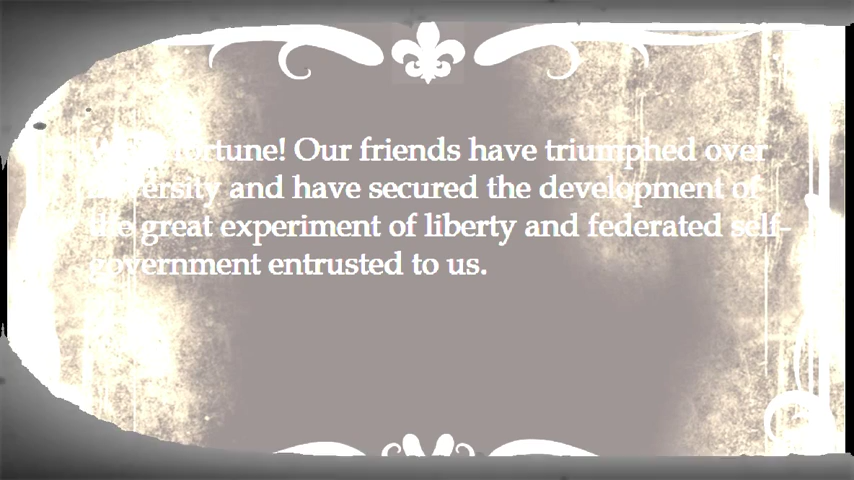 fortune! Our friends have triumphed over
adversity and have secured the development of
the great experiment of liberty and federated self-
government entrusted to us.